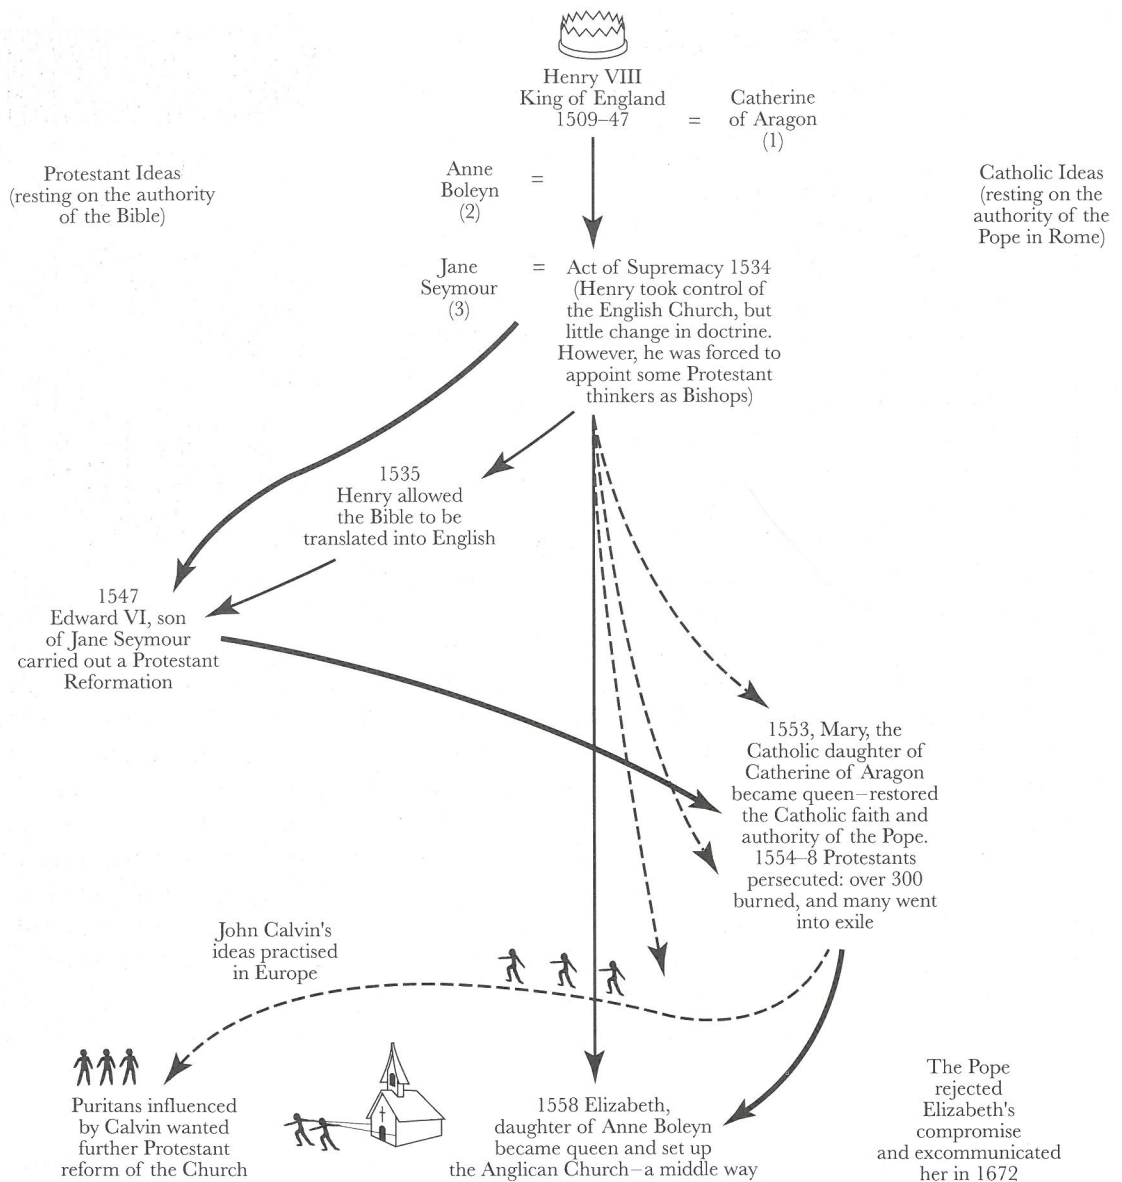 Henry VIII
King of England
1509–47
=
Catherine
of Aragon
(1)
Protestant Ideas
(resting on the authority
of the Bible)
Anne
Boleyn
(2)
=
Catholic Ideas
(resting on the
authority of the
Pope in Rome)
Jane
Seymour
(3)
=
Act of Supremacy 1534
(Henry took control of
the English Church, but
little change in doctrine.
However, he was forced to
appoint some Protestant
thinkers as Bishops)
1535
Henry allowed
the Bible to be
translated into English
1547
Edward VI, son
of Jane Seymour
carried out a Protestant
Reformation
1553, Mary, the
Catholic daughter of
Catherine of Aragon
became queen–restored
the Catholic faith and
authority of the Pope.
1554–8 Protestants
persecuted: over 300
burned, and many went
into exile
John Calvin's
ideas practised
in Europe
Puritans influenced
by Calvin wanted
further Protestant
reform of the Church
1558 Elizabeth,
daughter of Anne Boleyn
became queen and set up
the Anglican Church–a middle way
The Pope
rejected
Elizabeth's
compromise
and excommunicated
her in 1672